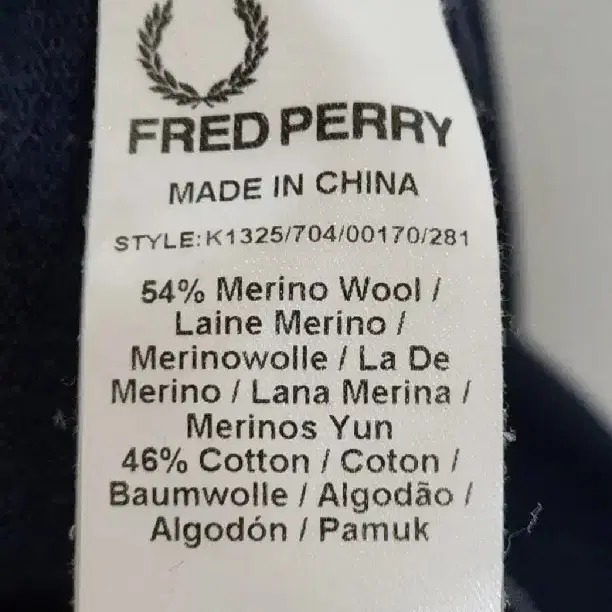 FRED PERRY
MADE IN CHINA
STYLE:K1325/704/00170/281
54% Merino Wool /
Laine Merino /
Merinowolle / La De
Merino / Lana Merina /
Merinos Yun
46% Cotton / Coton /
Baumwolle / Algodão /
Algodón / Pamuk